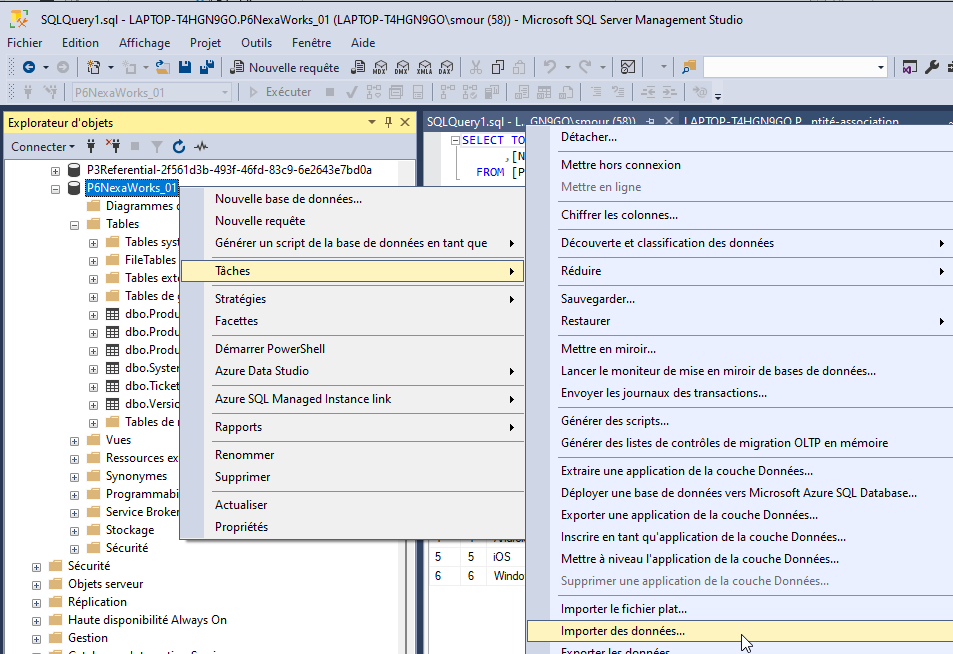 SQLQuery1.sql - LAPTOP-T4HGN9GO.P6NexaWorks_01 (LAPTOP-T4HGN9GO\smour (58)) - Microsoft SQL Server Management Studio
Fichier Edition Affichage Projet Outils Fenêtre Aide
Nouvelle requête MDX DMX XMLA DAX
P6NexaWorks_01 Exécuter
Explorateur d'objets
SQLQuery1.sql - L...GN9GO\smour (58)) LAPTOP-T4HGN9GO.P...ntité-association
Connecter
P3Referential-2f561d3b-493f-46fd-83c9-6e2643e7bd0a
P6NexaWorks_01
Diagrammes
Tables
Tables syst
FileTables
Tables exte
Tables de
dbo.Produ
dbo.Produ
dbo.Produ
dbo.System
dbo.Ticket
dbo.Versio
Tables de
Vues
Ressources ex
Synonymes
Programmabi
Service Broker
Stockage
Sécurité
Sécurité
Objets serveur
Réplication
Haute disponibilité Always On
Gestion
Nouvelle base de données...
Nouvelle requête
Générer un script de la base de données en tant que
Tâches
Stratégies
Facettes
Démarrer PowerShell
Azure Data Studio
Azure SQL Managed Instance link
Rapports
Renommer
Supprimer
Actualiser
Propriétés
SELECT TO
,[N
FROM [P
5 5 iOS
6 6 Windo
Détacher...
Mettre hors connexion
Mettre en ligne
Chiffrer les colonnes...
Découverte et classification des données
Réduire
Sauvegarder...
Restaurer
Mettre en miroir...
Lancer le moniteur de mise en miroir de bases de données...
Envoyer les journaux des transactions...
Générer des scripts...
Générer des listes de contrôles de migration OLTP en mémoire
Extraire une application de la couche Données...
Déployer une base de données vers Microsoft Azure SQL Database...
Exporter une application de la couche Données...
Inscrire en tant qu'application de la couche Données...
Mettre à niveau l'application de la couche Données...
Supprimer une application de la couche Données...
Importer le fichier plat...
Importer des données...
Exporter les données...